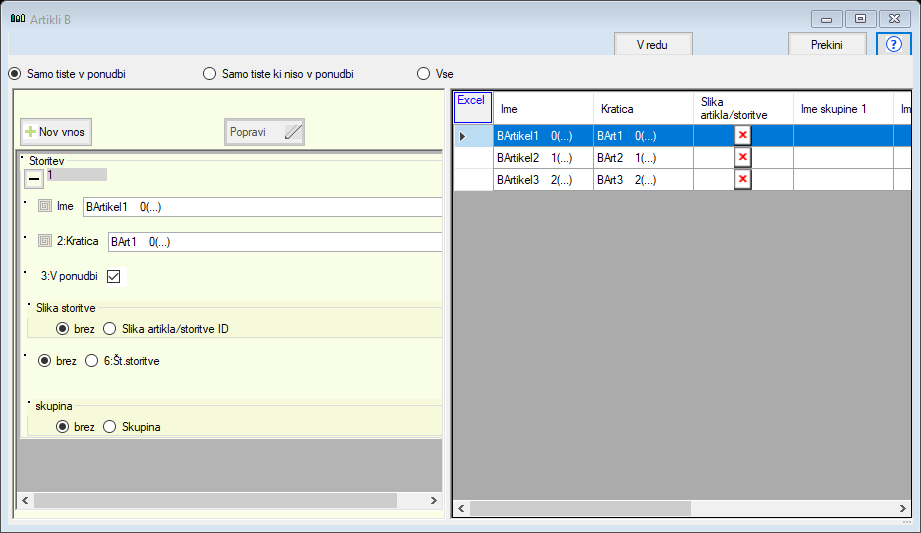 Artikli B
V redu Prekini ?
Samo tiste v ponudbi Samo tiste ki niso v ponudbi Vse
Nov vnos Popravi
Storitev
1
Ime BArtikel1 0(...)
2:Kratica BArt1 0(...)
3:V ponudbi
Slika storitve
brez Slika artikla/storitve ID
brez 6:Št.storitve
skupina
brez Skupina
Excel Ime Kratica Slika artikla/storitve Ime skupine 1 Im
BArtikel1 0(...) BArt1 0(...)
BArtikel2 1(...) BArt2 1(...)
BArtikel3 2(...) BArt3 2(...)